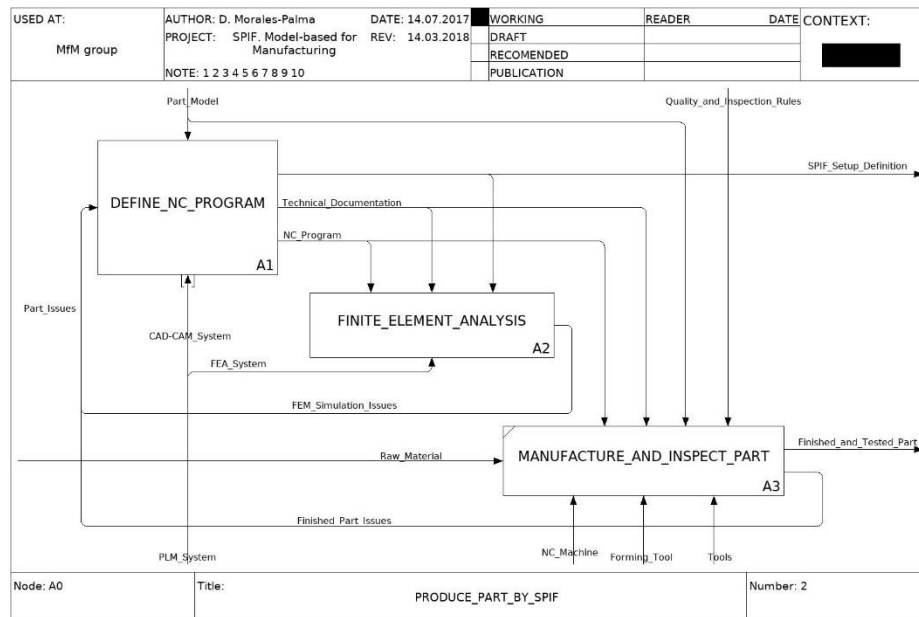 USED AT:
MfM group
AUTHOR: D. Morales-Palma
DATE: 14.07.2017
PROJECT: SPIF. Model-based for Manufacturing
REV: 14.03.2018
NOTE: 1 2 3 4 5 6 7 8 9 10
WORKING
DRAFT
RECOMENDED
PUBLICATION
READER
DATE
CONTEXT:
Part_Model
Quality_and_Inspection_Rules
SPIF_Setup_Definition
DEFINE_NC_PROGRAM
A1
Technical_Documentation
NC_Program
Part_Issues
FINITE_ELEMENT_ANALYSIS
A2
CAD-CAM_System
FEA_System
FEM_Simulation_Issues
Finished_and_Tested_Part
Raw_Material
MANUFACTURE_AND_INSPECT_PART
A3
Finished_Part_Issues
PLM_System
NC_Machine
Forming_Tool
Tools
Node: A0
Title:
PRODUCE_PART_BY_SPIF
Number: 2